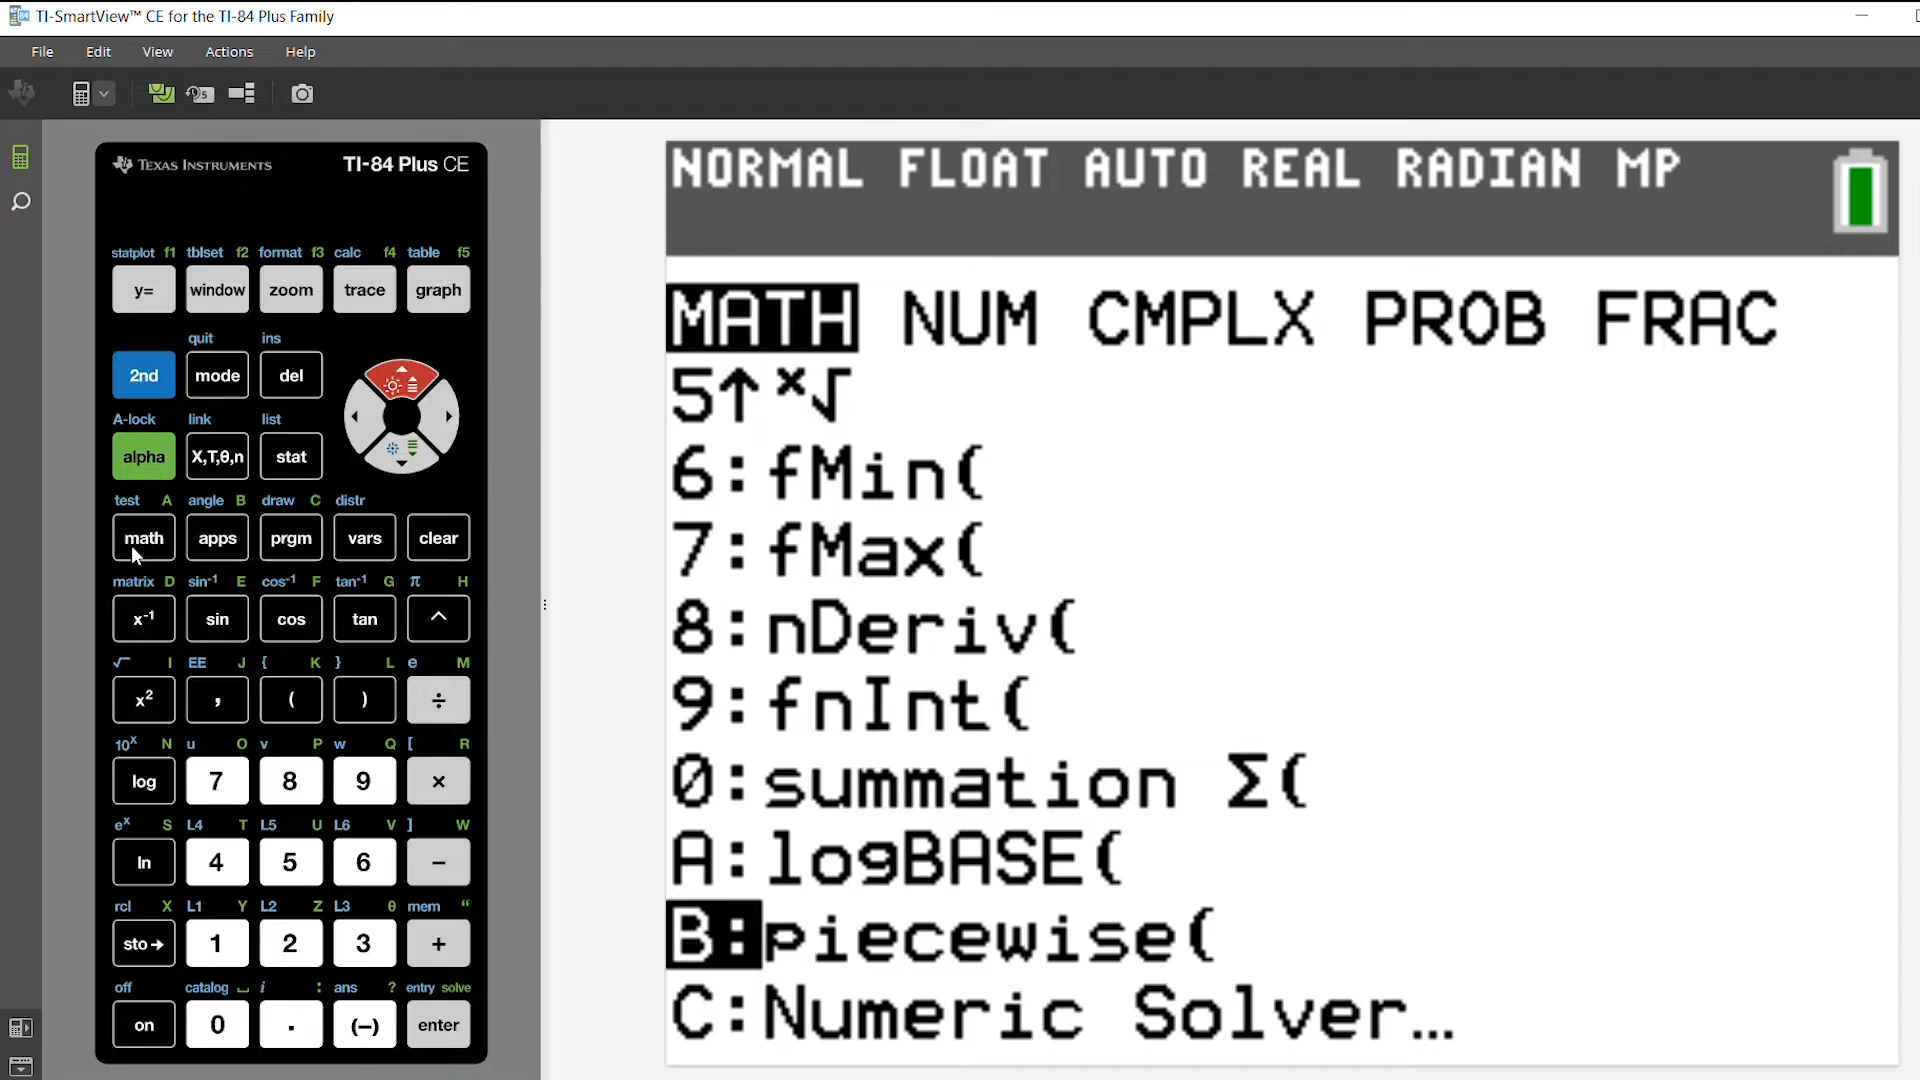 TI-SmartView™ CE for the TI-84 Plus Family
File Edit View Actions Help
TEXAS INSTRUMENTS TI-84 Plus CE
statplot f1 tblset f2 format f3 calc f4 table f5
y= window zoom trace graph
quit ins
2nd mode del
A-lock link list
alpha X,T,θ,n stat
test A angle B draw C distr
math apps prgm vars clear
matrix D sin⁻¹ E cos⁻¹ F tan⁻¹ G π H
x⁻¹ sin cos tan ^
√ I EE J { K } L e M
x² , ( ) ÷
10ˣ N u O v P w Q [ R
log 7 8 9 ×
eˣ S L4 T L5 U L6 V ] W
ln 4 5 6 −
rcl X L1 Y L2 Z L3 θ mem “
sto→ 1 2 3 +
off catalog ⎵ i : ans ? entry solve
on 0 . (−) enter
NORMAL FLOAT AUTO REAL RADIAN MP
MATH NUM CMPLX PROB FRAC
5↑ˣ√
6:fMin(
7:fMax(
8:nDeriv(
9:fnInt(
0:summation Σ(
A:logBASE(
B:piecewise(
C:Numeric Solver…